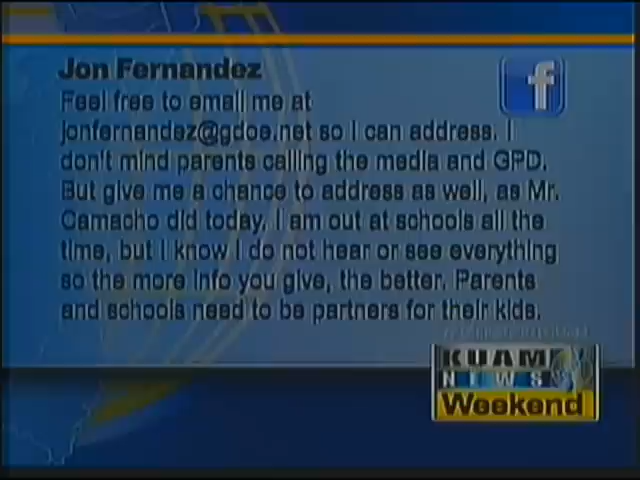 Jon Fernandez
f
Feel free to email me at
jonfernandez@gdoe.net so I can address. I
don't mind parents calling the media and GPD.
But give me a chance to address as well, as Mr.
Camacho did today. I am out at schools all the
time, but I know I do not hear or see everything
so the more info you give, the better. Parents
and schools need to be partners for their kids.
KUAM
NEWS
Weekend